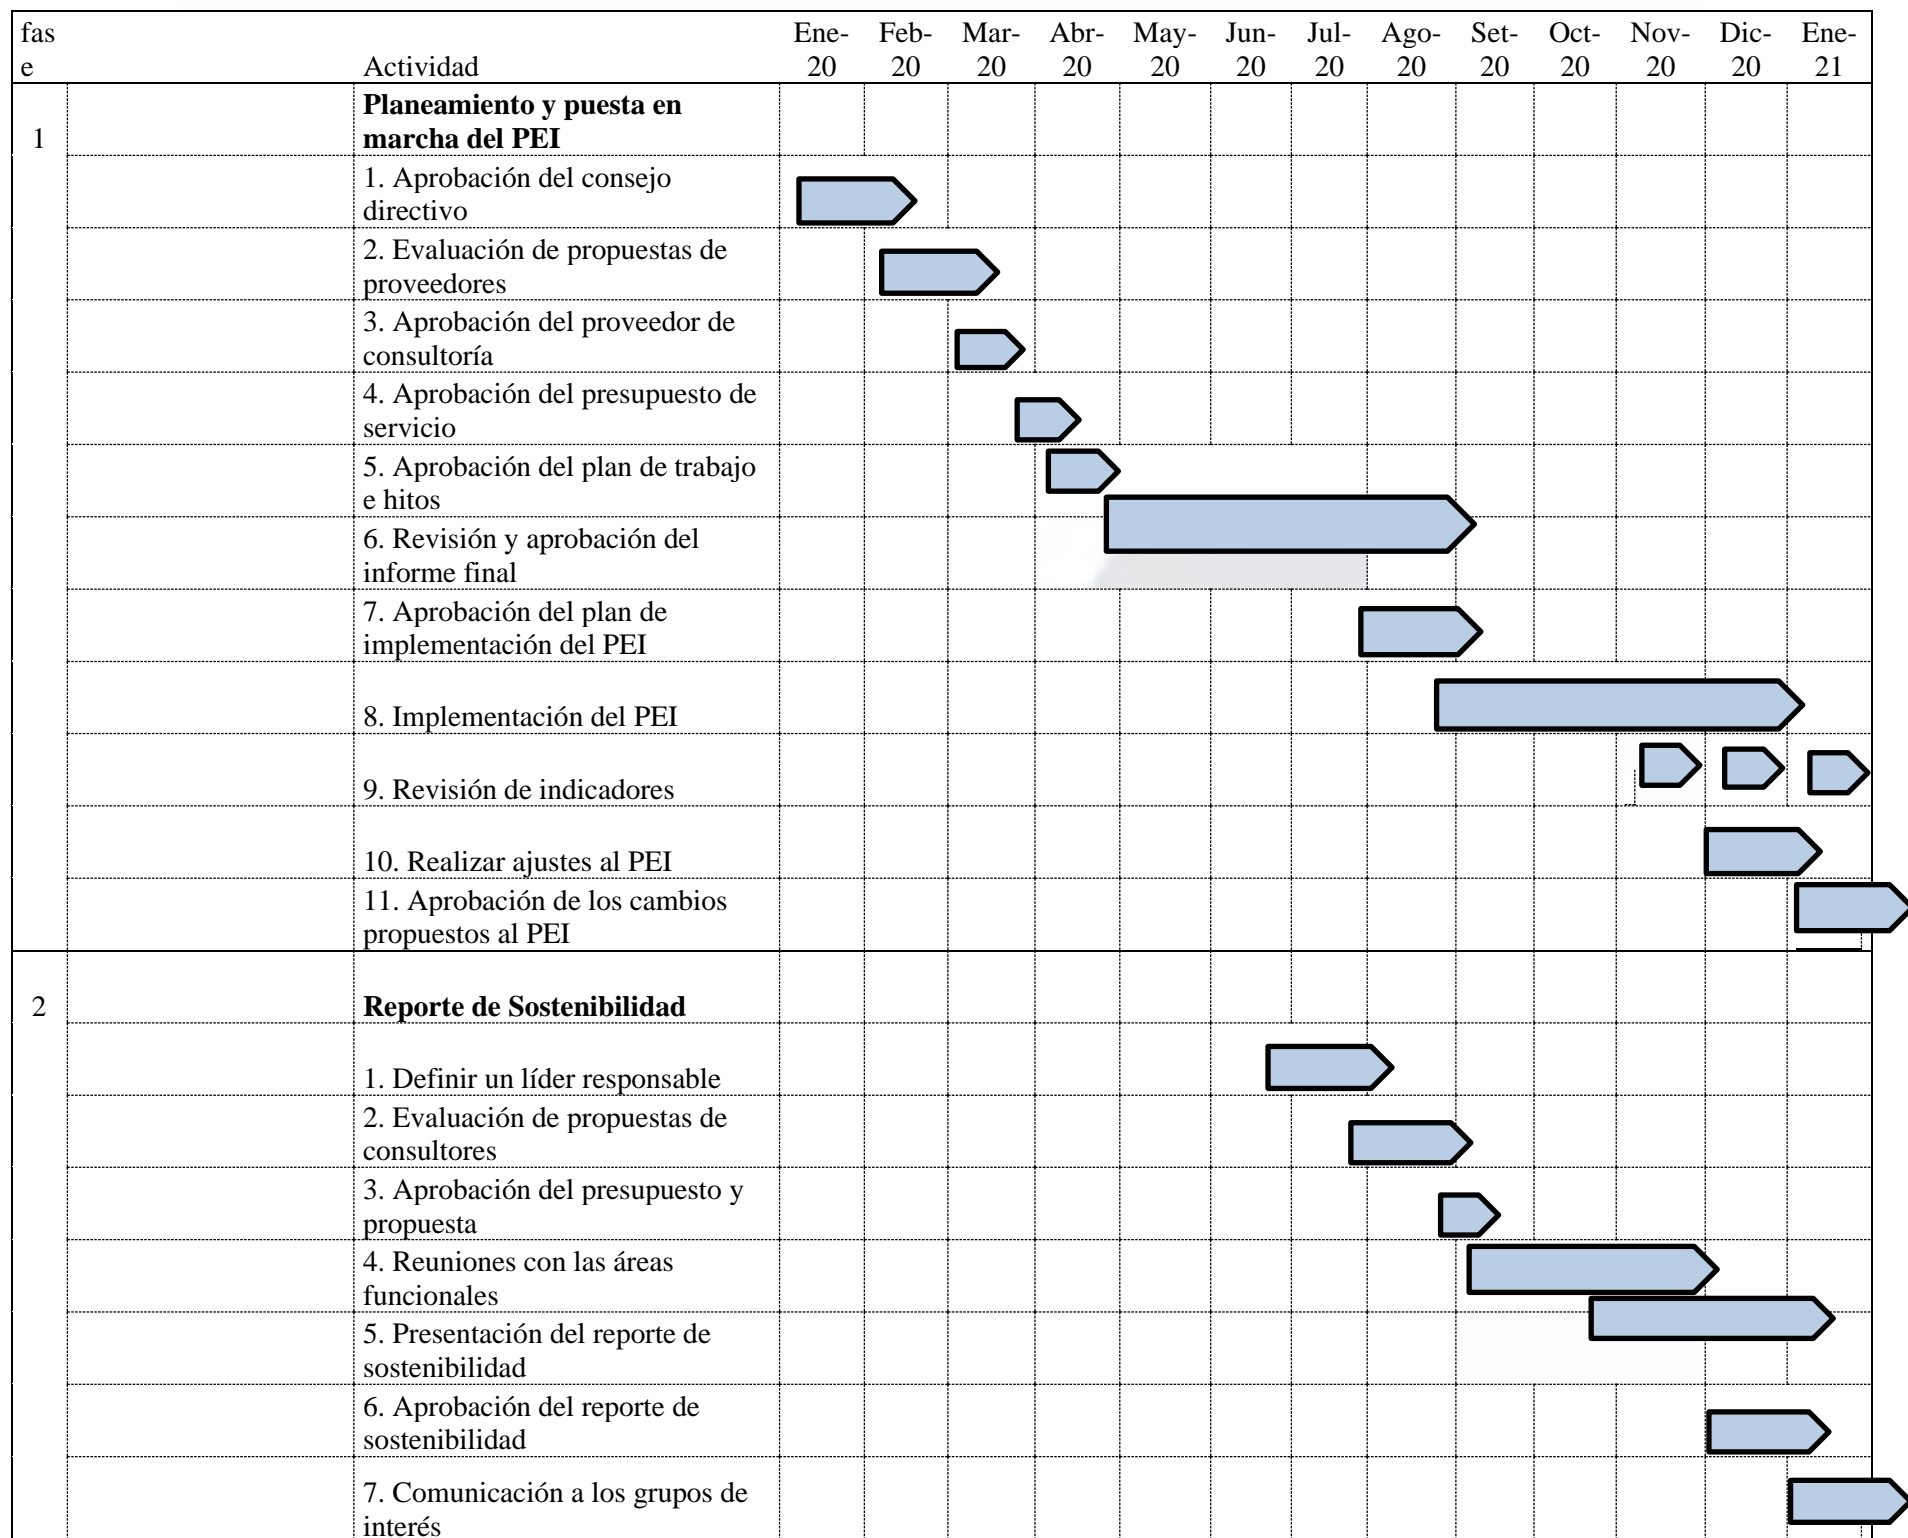 fas Ene- Feb- Mar- Abr- May- Jun- Jul- Ago- Set- Oct- Nov- Dic- Ene-
e Actividad 20 20 20 20 20 20 20 20 20 20 20 20 21
Planeamiento y puesta en
1 marcha del PEI
1. Aprobación del consejo
directivo
2. Evaluación de propuestas de
proveedores
3. Aprobación del proveedor de
consultoría
4. Aprobación del presupuesto de
servicio
5. Aprobación del plan de trabajo
e hitos
6. Revisión y aprobación del
informe final
7. Aprobación del plan de
implementación del PEI
8. Implementación del PEI
9. Revisión de indicadores
10. Realizar ajustes al PEI
11. Aprobación de los cambios
propuestos al PEI
2 Reporte de Sostenibilidad
1. Definir un líder responsable
2. Evaluación de propuestas de
consultores
3. Aprobación del presupuesto y
propuesta
4. Reuniones con las áreas
funcionales
5. Presentación del reporte de
sostenibilidad
6. Aprobación del reporte de
sostenibilidad
7. Comunicación a los grupos de
interés